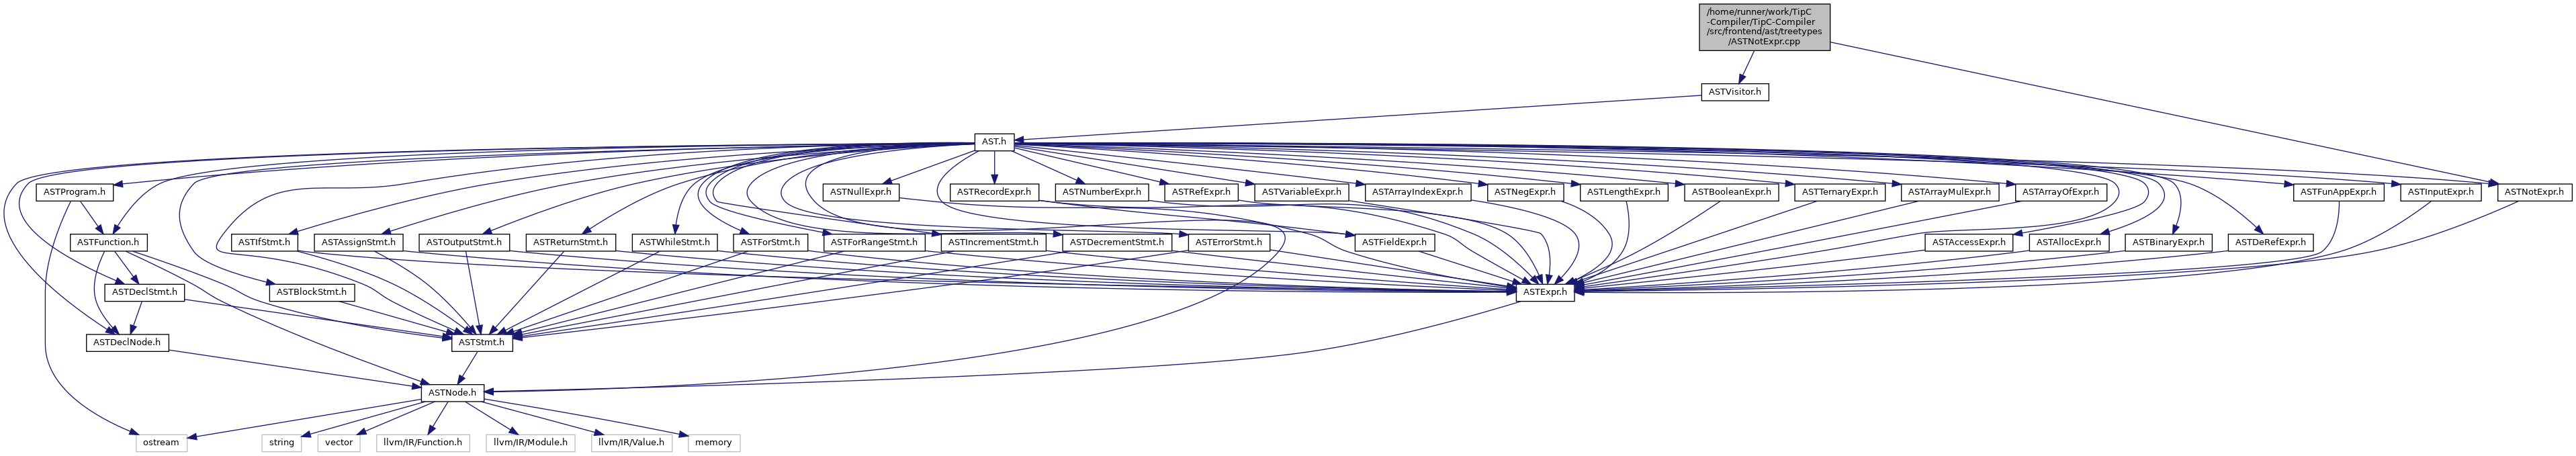 /home/runner/work/TipC
-Compiler/TipC-Compiler
/src/frontend/ast/treetypes
/ASTNotExpr.cpp
ASTVisitor.h
AST.h
ASTProgram.h
ASTNullExpr.h
ASTRecordExpr.h
ASTNumberExpr.h
ASTRefExpr.h
ASTVariableExpr.h
ASTArrayIndexExpr.h
ASTNegExpr.h
ASTLengthExpr.h
ASTBooleanExpr.h
ASTTernaryExpr.h
ASTArrayMulExpr.h
ASTArrayOfExpr.h
ASTFunAppExpr.h
ASTInputExpr.h
ASTNotExpr.h
ASTFunction.h
ASTIfStmt.h
ASTAssignStmt.h
ASTOutputStmt.h
ASTReturnStmt.h
ASTWhileStmt.h
ASTForStmt.h
ASTForRangeStmt.h
ASTIncrementStmt.h
ASTDecrementStmt.h
ASTErrorStmt.h
ASTFieldExpr.h
ASTAccessExpr.h
ASTAllocExpr.h
ASTBinaryExpr.h
ASTDeRefExpr.h
ASTDeclStmt.h
ASTBlockStmt.h
ASTExpr.h
ASTDeclNode.h
ASTStmt.h
ASTNode.h
ostream
string
vector
llvm/IR/Function.h
llvm/IR/Module.h
llvm/IR/Value.h
memory